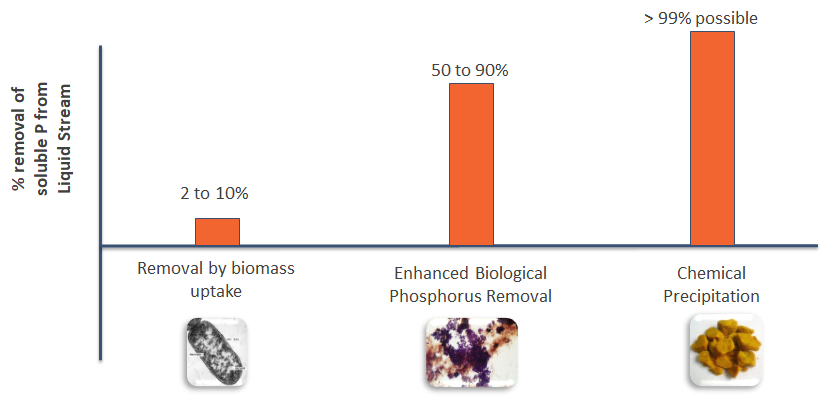 % removal of
soluble P from
Liquid Stream
2 to 10%
50 to 90%
> 99% possible
Removal by biomass
uptake
Enhanced Biological
Phosphorus Removal
Chemical
Precipitation